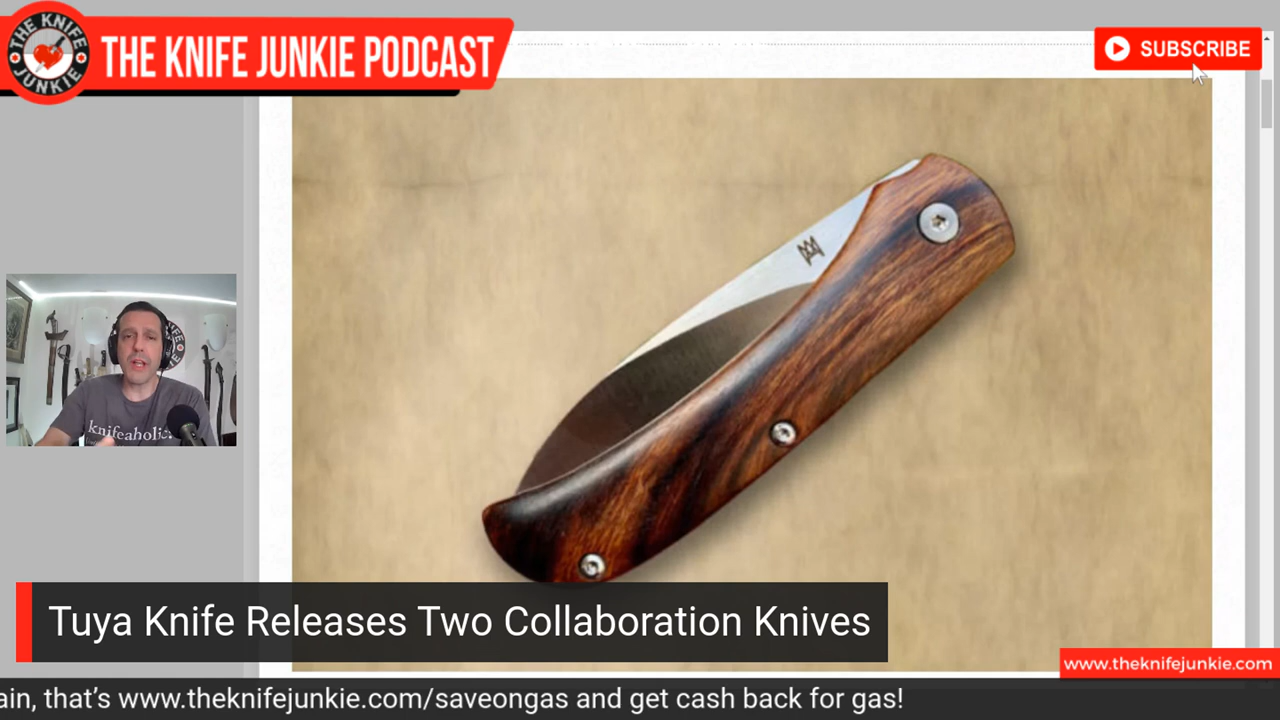 THE KNIFE JUNKIE
THE KNIFE JUNKIE PODCAST
SUBSCRIBE
knifeaholic.
Tuya Knife Releases Two Collaboration Knives
www.theknifejunkie.com
ain, that's www.theknifejunkie.com/saveongas and get cash back for gas!